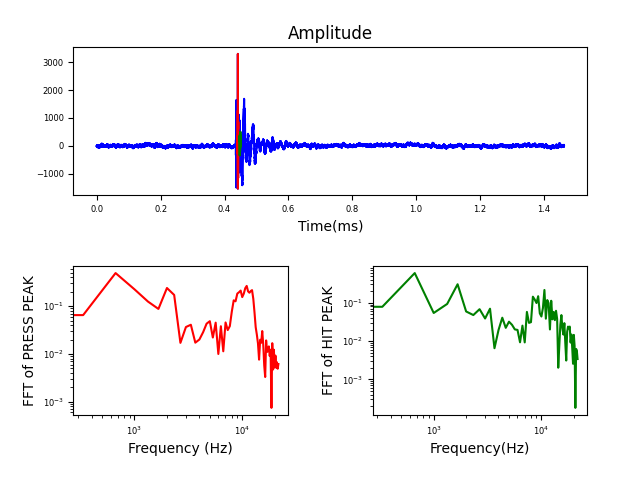 Amplitude
3000
2000
1000
0
−1000
0.0 0.2 0.4 0.6 0.8 1.0 1.2 1.4
Time(ms)
FFT of PRESS PEAK
10⁻¹
10⁻²
10⁻³
10³ 10⁴
Frequency (Hz)
FFT of HIT PEAK
10⁻¹
10⁻²
10⁻³
10³ 10⁴
Frequency(Hz)